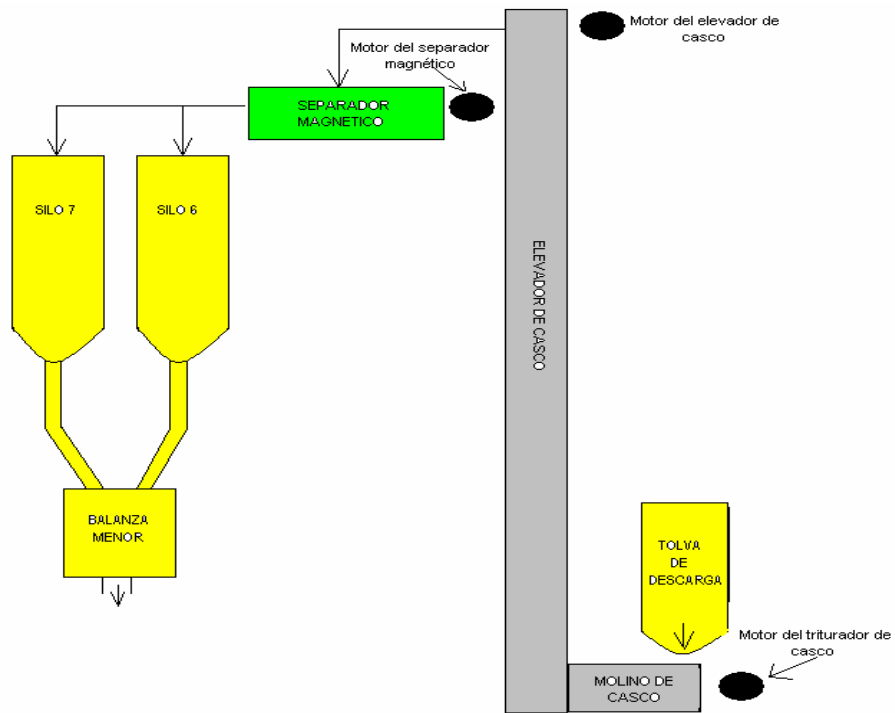 Motor del elevador de
casco
Motor del separador
magnético
SEPARADOR
MAGNETICO
SILO 7
SILO 6
ELEVADOR DE CASCO
BALANZA
MENOR
TOLVA
DE
DESCARGA
Motor del triturador de
casco
MOLINO DE
CASCO